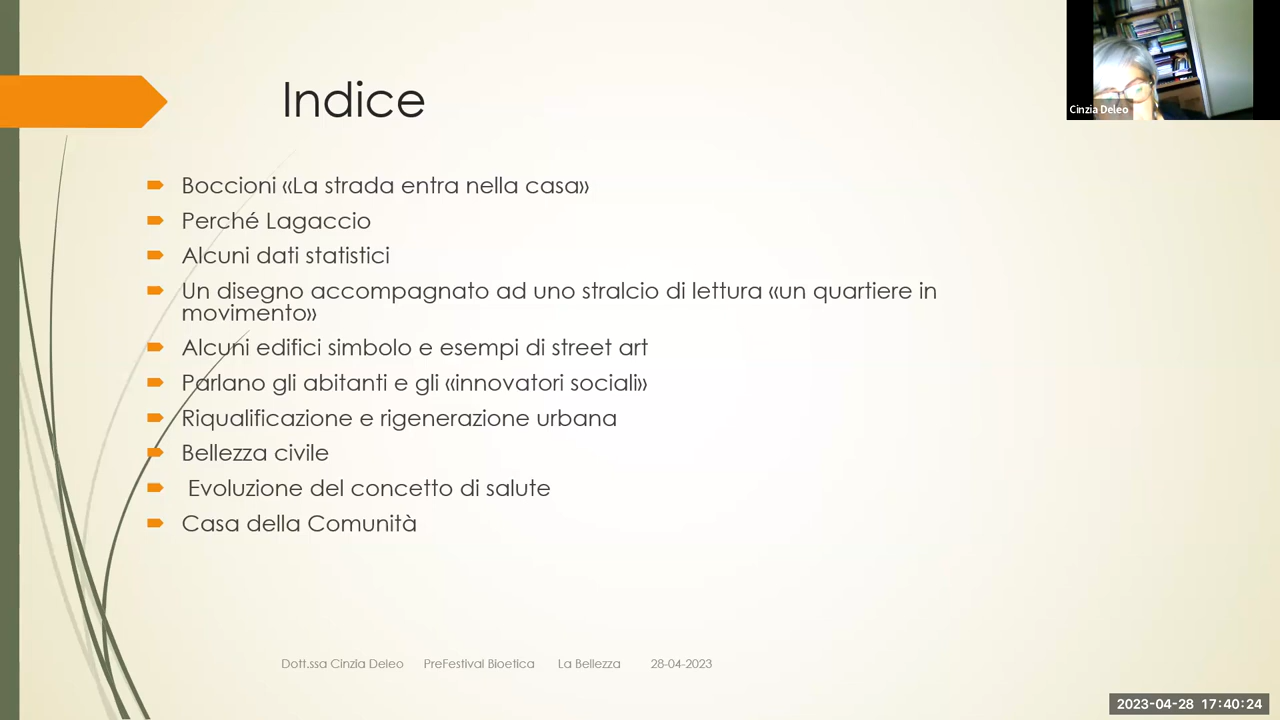 Indice
Cinzia Deleo
Boccioni «La strada entra nella casa»
Perché Lagaccio
Alcuni dati statistici
Un disegno accompagnato ad uno stralcio di lettura «un quartiere in
movimento»
Alcuni edifici simbolo e esempi di street art
Parlano gli abitanti e gli «innovatori sociali»
Riqualificazione e rigenerazione urbana
Bellezza civile
Evoluzione del concetto di salute
Casa della Comunità
Dott.ssa Cinzia Deleo PreFestival Bioetica La Bellezza 28-04-2023
2023-04-28 17:40:24